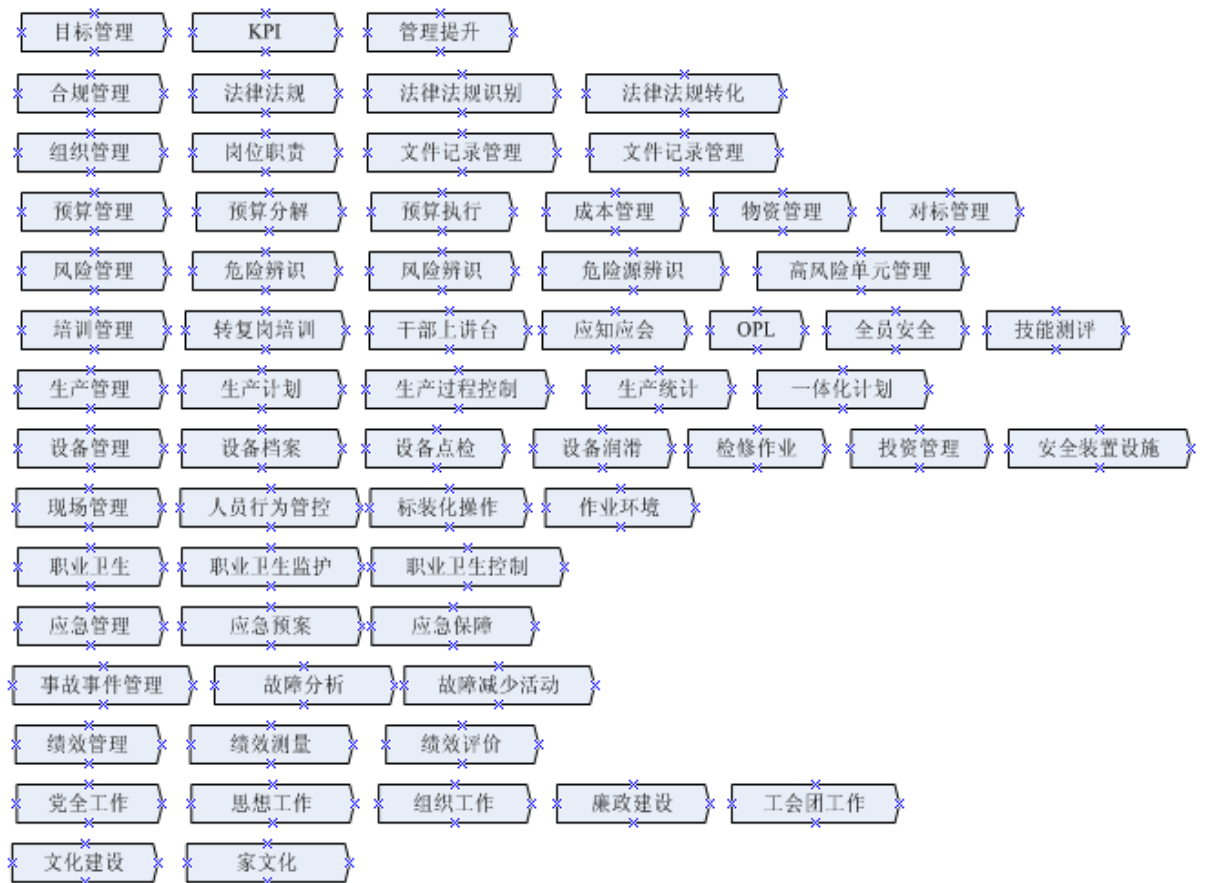 目标管理 KPI 管理提升
合规管理 法律法规 法律法规识别 法律法规转化
组织管理 岗位职责 文件记录管理 文件记录管理
预算管理 预算分解 预算执行 成本管理 物资管理 对标管理
风险管理 危险辨识 风险辨识 危险源辨识 高风险单元管理
培训管理 转复岗培训 干部上讲台 应知应会 OPL 全员安全 技能测评
生产管理 生产计划 生产过程控制 生产统计 一体化计划
设备管理 设备档案 设备点检 设备润滑 检修作业 投资管理 安全装置设施
现场管理 人员行为管控 标装化操作 作业环境
职业卫生 职业卫生监护 职业卫生控制
应急管理 应急预案 应急保障
事故事件管理 故障分析 故障减少活动
绩效管理 绩效测量 绩效评价
党全工作 思想工作 组织工作 廉政建设 工会团工作
文化建设 家文化